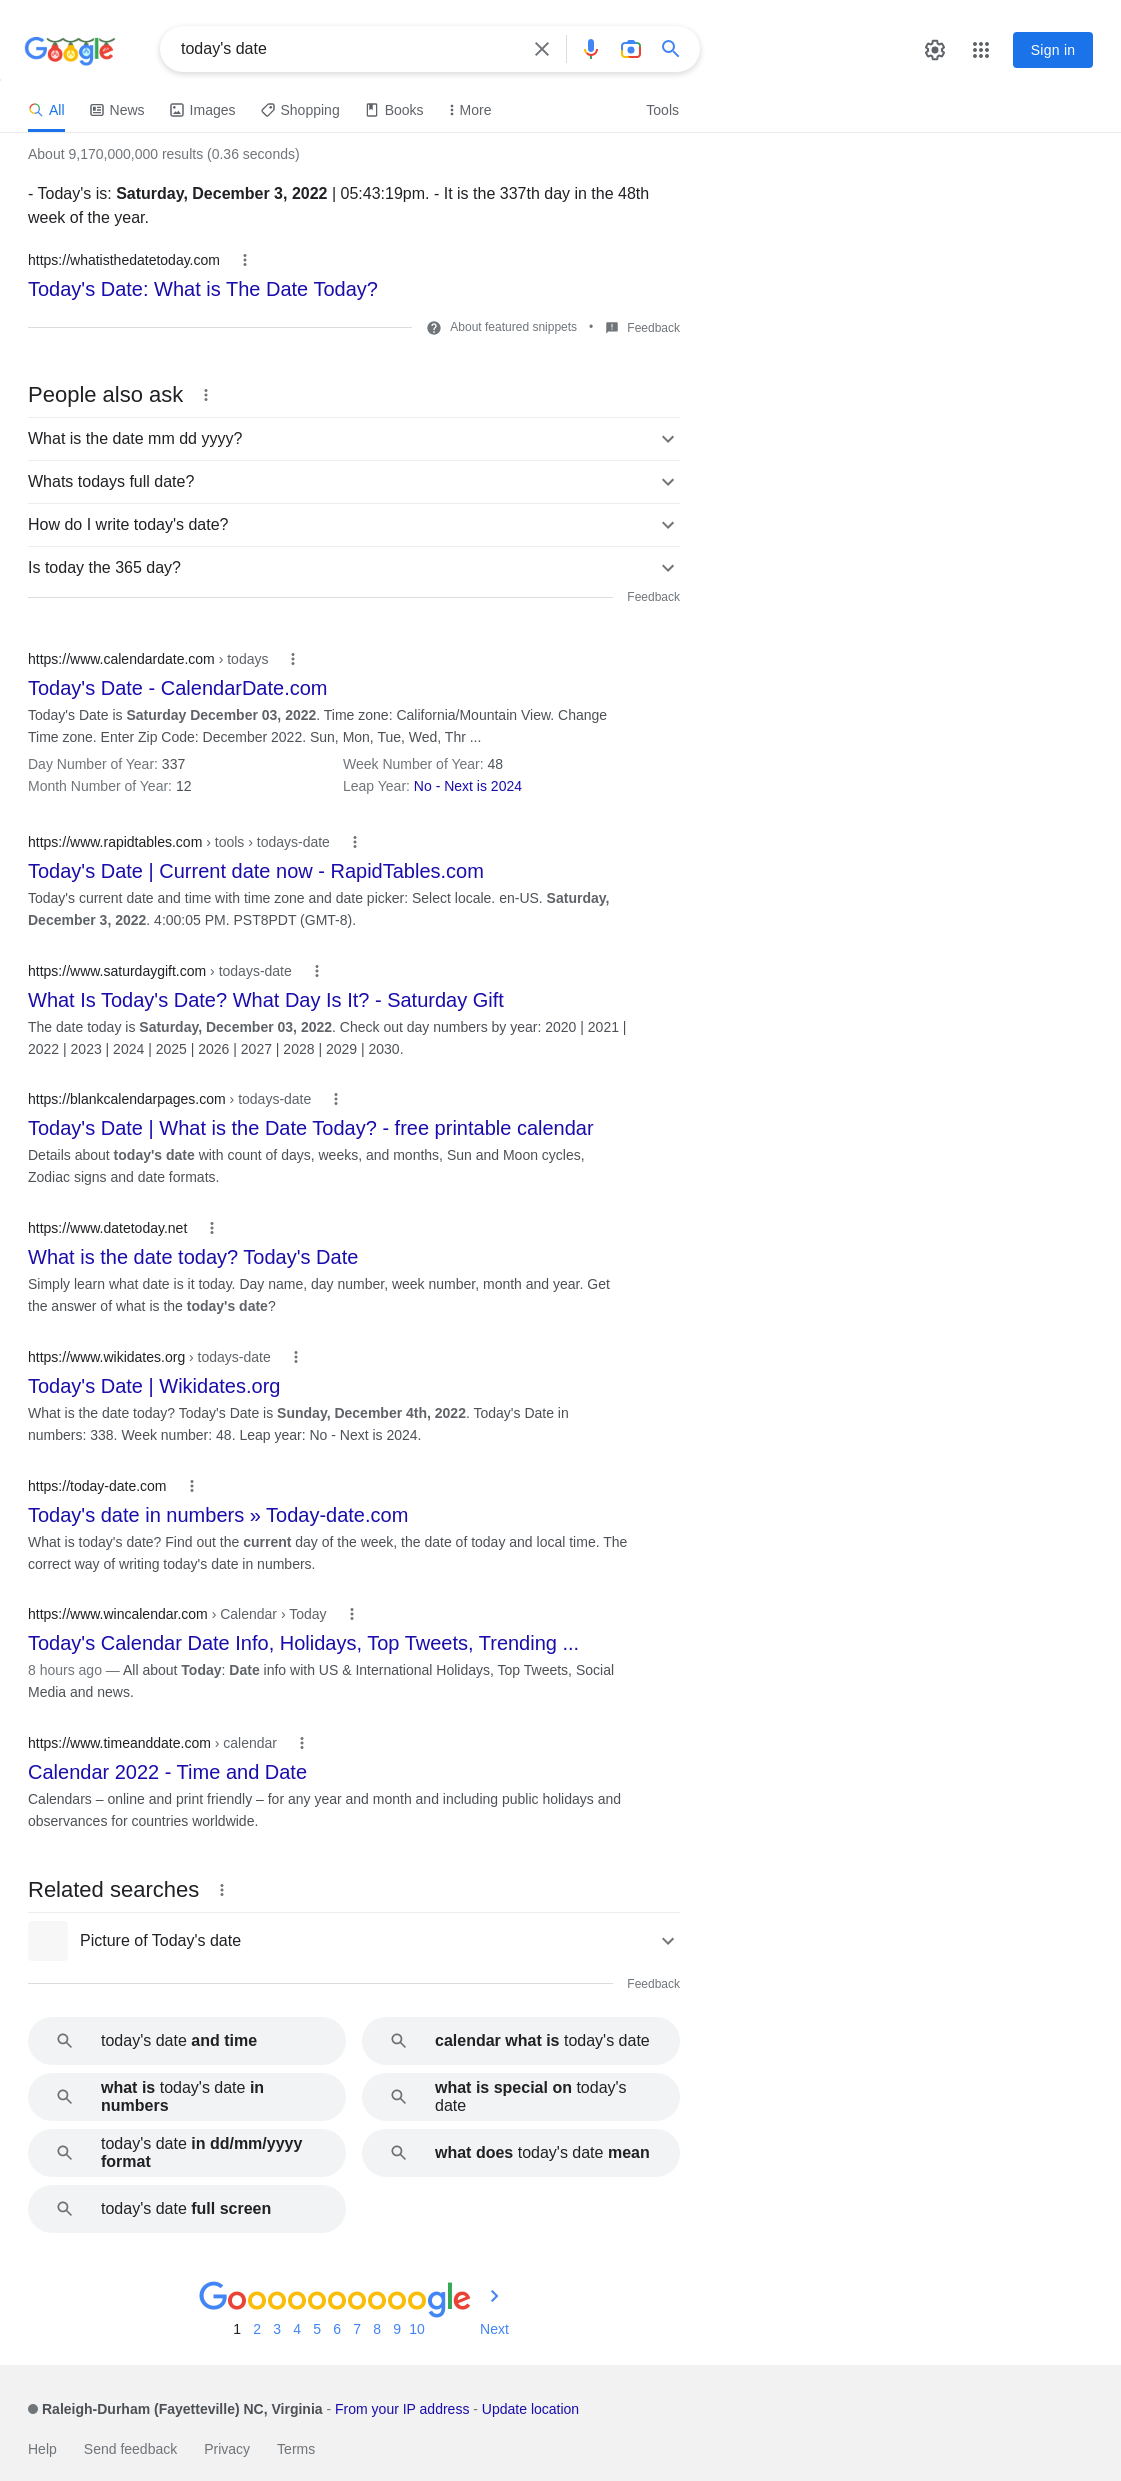 Google
today's date
Sign in
All News Images Shopping Books More Tools
About 9,170,000,000 results (0.36 seconds)
- Today's is: Saturday, December 3, 2022 | 05:43:19pm. - It is the 337th day in the 48th
week of the year.
https://whatisthedatetoday.com
Today's Date: What is The Date Today?
About featured snippets • Feedback
People also ask
What is the date mm dd yyyy?
Whats todays full date?
How do I write today's date?
Is today the 365 day?
Feedback
https://www.calendardate.com › todays
Today's Date - CalendarDate.com
Today's Date is Saturday December 03, 2022. Time zone: California/Mountain View. Change
Time zone. Enter Zip Code: December 2022. Sun, Mon, Tue, Wed, Thr ...
Day Number of Year: 337 Week Number of Year: 48
Month Number of Year: 12 Leap Year: No - Next is 2024
https://www.rapidtables.com › tools › todays-date
Today's Date | Current date now - RapidTables.com
Today's current date and time with time zone and date picker: Select locale. en-US. Saturday,
December 3, 2022. 4:00:05 PM. PST8PDT (GMT-8).
https://www.saturdaygift.com › todays-date
What Is Today's Date? What Day Is It? - Saturday Gift
The date today is Saturday, December 03, 2022. Check out day numbers by year: 2020 | 2021 |
2022 | 2023 | 2024 | 2025 | 2026 | 2027 | 2028 | 2029 | 2030.
https://blankcalendarpages.com › todays-date
Today's Date | What is the Date Today? - free printable calendar
Details about today's date with count of days, weeks, and months, Sun and Moon cycles,
Zodiac signs and date formats.
https://www.datetoday.net
What is the date today? Today's Date
Simply learn what date is it today. Day name, day number, week number, month and year. Get
the answer of what is the today's date?
https://www.wikidates.org › todays-date
Today's Date | Wikidates.org
What is the date today? Today's Date is Sunday, December 4th, 2022. Today's Date in
numbers: 338. Week number: 48. Leap year: No - Next is 2024.
https://today-date.com
Today's date in numbers » Today-date.com
What is today's date? Find out the current day of the week, the date of today and local time. The
correct way of writing today's date in numbers.
https://www.wincalendar.com › Calendar › Today
Today's Calendar Date Info, Holidays, Top Tweets, Trending ...
8 hours ago — All about Today: Date info with US & International Holidays, Top Tweets, Social
Media and news.
https://www.timeanddate.com › calendar
Calendar 2022 - Time and Date
Calendars – online and print friendly – for any year and month and including public holidays and
observances for countries worldwide.
Related searches
Picture of Today's date
Feedback
today's date and time
calendar what is today's date
what is today's date in
numbers
what is special on today's
date
today's date in dd/mm/yyyy
format
what does today's date mean
today's date full screen
Goooooooooogle
1 2 3 4 5 6 7 8 9 10 Next
Raleigh-Durham (Fayetteville) NC, Virginia - From your IP address - Update location
Help Send feedback Privacy Terms